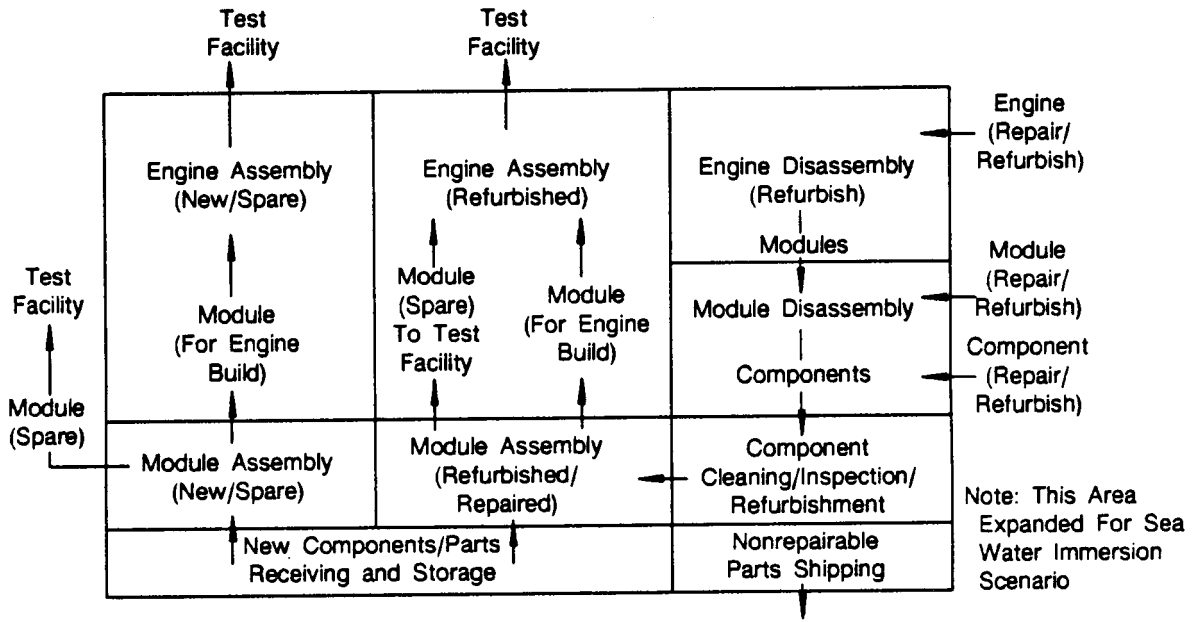 Test
Facility
Test
Facility
Engine Assembly
(New/Spare)
Engine Assembly
(Refurbished)
Engine Disassembly
(Refurbish)
Modules
Engine
(Repair/
Refurbish)
Test
Facility
Module
(For Engine
Build)
Module
(Spare)
To Test
Facility
Module
(For Engine
Build)
Module Disassembly
Components
Module
(Repair/
Refurbish)
Component
(Repair/
Refurbish)
Module
(Spare)
Module Assembly
(New/Spare)
Module Assembly
(Refurbished/
Repaired)
Component
Cleaning/Inspection/
Refurbishment
Note: This Area
Expanded For Sea
Water Immersion
Scenario
New Components/Parts
Receiving and Storage
Nonrepairable
Parts Shipping